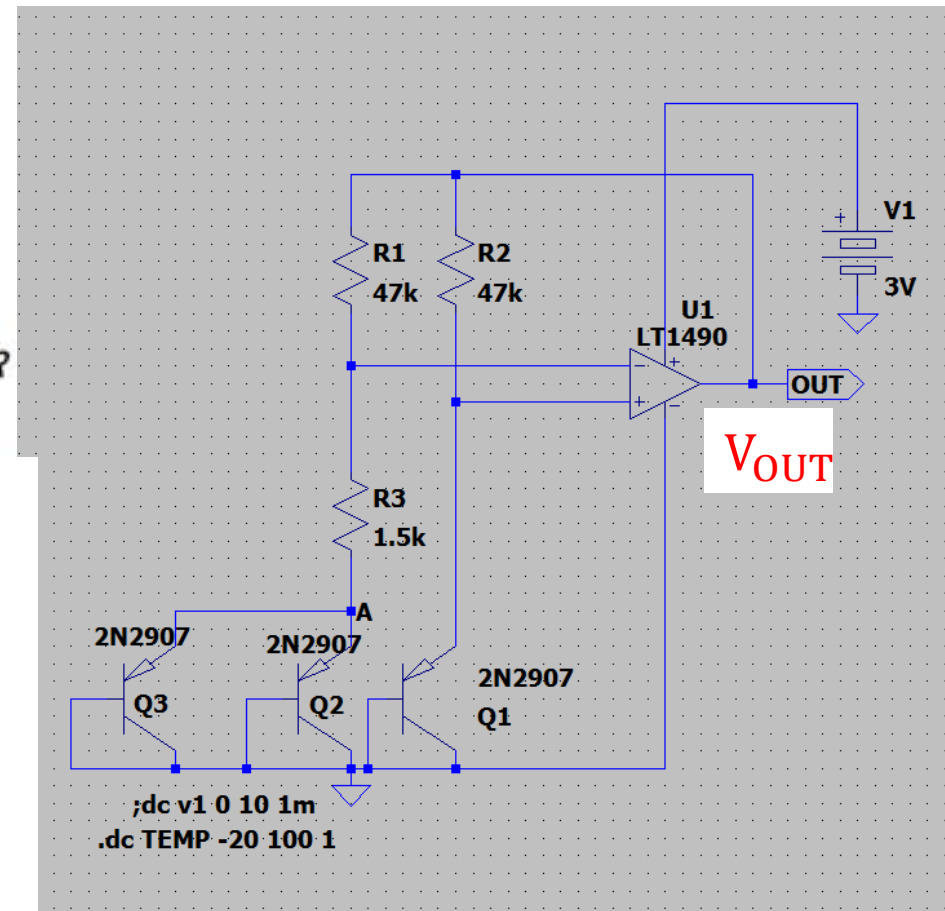 V1
3V
R1
47k
R2
47k
U1
LT1490
- +
+ -
OUT
V_OUT
R3
1.5k
A
2N2907
Q3
2N2907
Q2
2N2907
Q1
;dc v1 0 10 1m
.dc TEMP -20 100 1
+
?